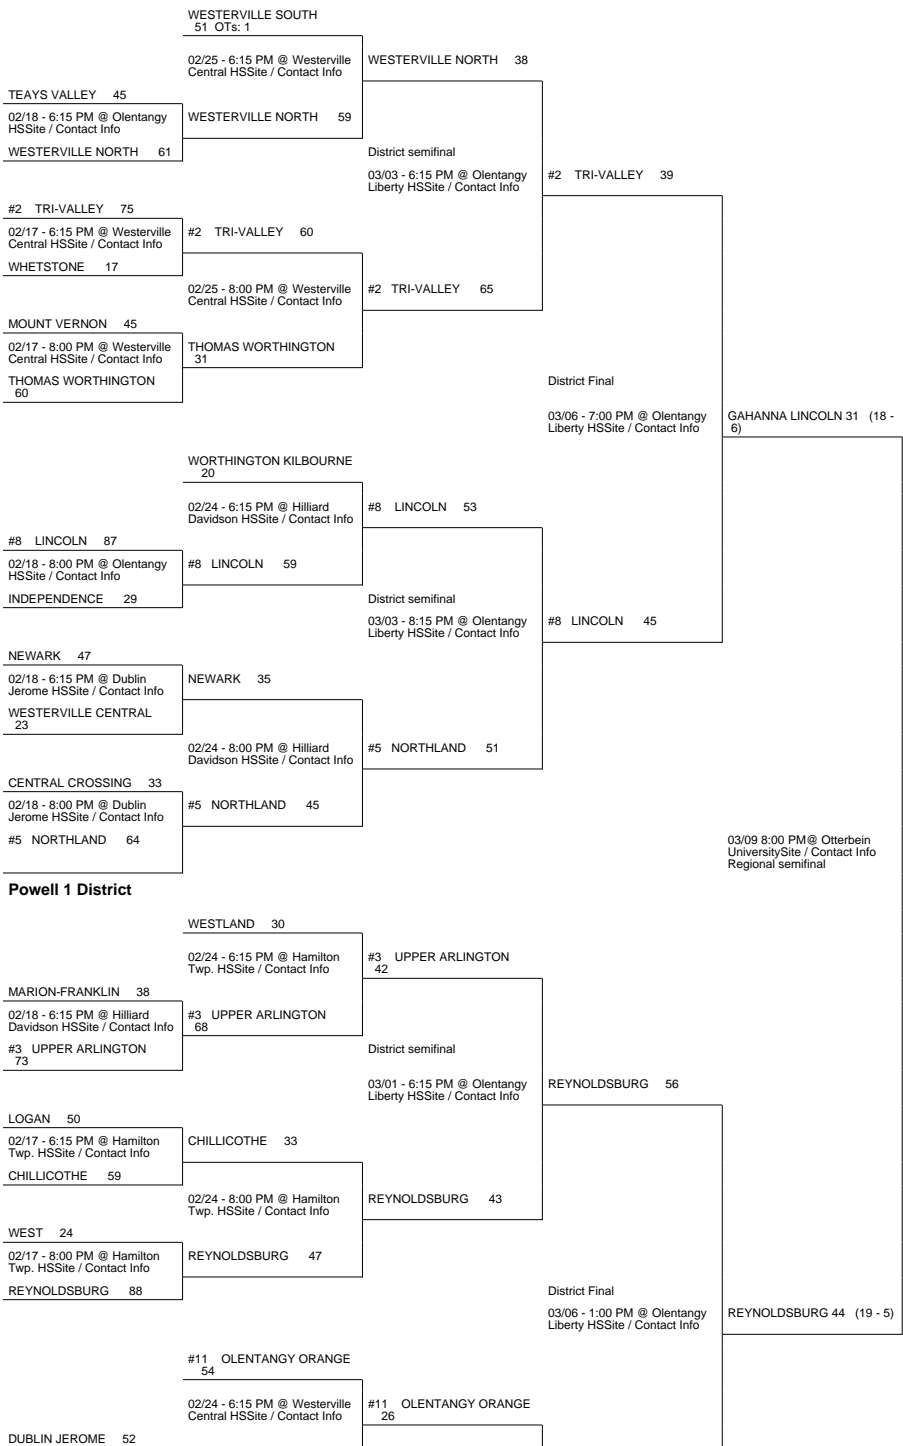 WESTERVILLE SOUTH
51 OTs: 1
02/25 - 6:15 PM @ Westerville
Central HSSite / Contact Info
WESTERVILLE NORTH 38
TEAYS VALLEY 45
02/18 - 6:15 PM @ Olentangy
HSSite / Contact Info
WESTERVILLE NORTH 59
WESTERVILLE NORTH 61
District semifinal
03/03 - 6:15 PM @ Olentangy
Liberty HSSite / Contact Info
#2 TRI-VALLEY 39
#2 TRI-VALLEY 75
02/17 - 6:15 PM @ Westerville
Central HSSite / Contact Info
#2 TRI-VALLEY 60
WHETSTONE 17
02/25 - 8:00 PM @ Westerville
Central HSSite / Contact Info
#2 TRI-VALLEY 65
MOUNT VERNON 45
02/17 - 8:00 PM @ Westerville
Central HSSite / Contact Info
THOMAS WORTHINGTON
31
THOMAS WORTHINGTON
60
District Final
03/06 - 7:00 PM @ Olentangy
Liberty HSSite / Contact Info
GAHANNA LINCOLN 31 (18 -
6)
WORTHINGTON KILBOURNE
20
02/24 - 6:15 PM @ Hilliard
Davidson HSSite / Contact Info
#8 LINCOLN 53
#8 LINCOLN 87
02/18 - 8:00 PM @ Olentangy
HSSite / Contact Info
#8 LINCOLN 59
INDEPENDENCE 29
District semifinal
03/03 - 8:15 PM @ Olentangy
Liberty HSSite / Contact Info
#8 LINCOLN 45
NEWARK 47
02/18 - 6:15 PM @ Dublin
Jerome HSSite / Contact Info
NEWARK 35
WESTERVILLE CENTRAL
23
02/24 - 8:00 PM @ Hilliard
Davidson HSSite / Contact Info
#5 NORTHLAND 51
CENTRAL CROSSING 33
02/18 - 8:00 PM @ Dublin
Jerome HSSite / Contact Info
#5 NORTHLAND 45
#5 NORTHLAND 64
03/09 8:00 PM@ Otterbein
UniversitySite / Contact Info
Regional semifinal
Powell 1 District
WESTLAND 30
02/24 - 6:15 PM @ Hamilton
Twp. HSSite / Contact Info
#3 UPPER ARLINGTON
42
MARION-FRANKLIN 38
02/18 - 6:15 PM @ Hilliard
Davidson HSSite / Contact Info
#3 UPPER ARLINGTON
68
#3 UPPER ARLINGTON
73
District semifinal
03/01 - 6:15 PM @ Olentangy
Liberty HSSite / Contact Info
REYNOLDSBURG 56
LOGAN 50
02/17 - 6:15 PM @ Hamilton
Twp. HSSite / Contact Info
CHILLICOTHE 33
CHILLICOTHE 59
02/24 - 8:00 PM @ Hamilton
Twp. HSSite / Contact Info
REYNOLDSBURG 43
WEST 24
02/17 - 8:00 PM @ Hamilton
Twp. HSSite / Contact Info
REYNOLDSBURG 47
REYNOLDSBURG 88
District Final
03/06 - 1:00 PM @ Olentangy
Liberty HSSite / Contact Info
REYNOLDSBURG 44 (19 - 5)
#11 OLENTANGY ORANGE
54
02/24 - 6:15 PM @ Westerville
Central HSSite / Contact Info
#11 OLENTANGY ORANGE
26
DUBLIN JEROME 52